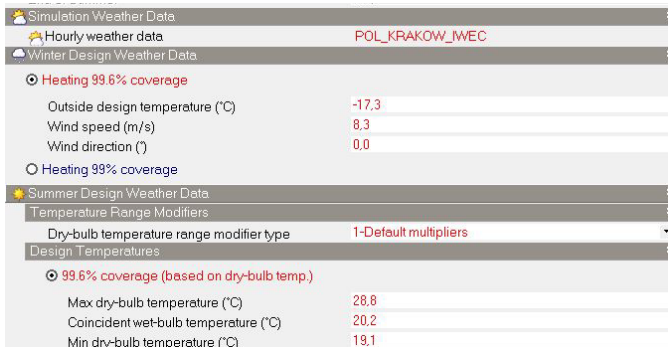 Simulation Weather Data
Hourly weather data POL_KRAKOW_IWEC
Winter Design Weather Data
Heating 99.6% coverage
Outside design temperature (°C) -17,3
Wind speed (m/s) 8,3
Wind direction (°) 0,0
Heating 99% coverage
Summer Design Weather Data
Temperature Range Modifiers
Dry-bulb temperature range modifier type 1-Default multipliers
Design Temperatures
99.6% coverage (based on dry-bulb temp.)
Max dry-bulb temperature (°C) 28,8
Coincident wet-bulb temperature (°C) 20,2
Min dry-bulb temperature (°C) 19,1